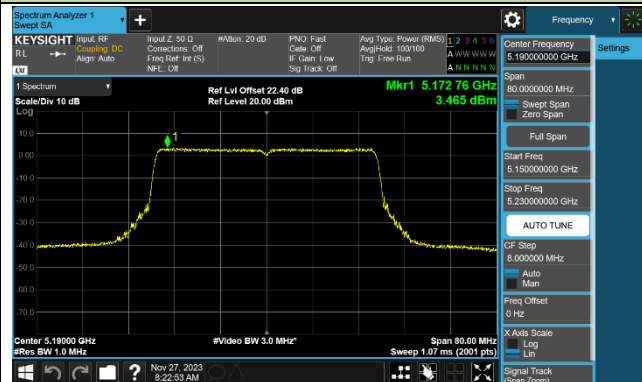 Spectrum Analyzer 1
Swept SA
Frequency
KEYSIGHT
RL
LXI
Input: RF
Coupling: DC
Align: Auto
Input Z: 50 Ω
Corrections: Off
Freq Ref: Int (S)
NFE: Off
#Atten: 20 dB
PNO: Fast
Gate: Off
IF Gain: Low
Sig Track: Off
Avg Type: Power (RMS)
Avg|Hold: 100/100
Trig: Free Run
1 2 3 4 5 6
A W W W W W
A N N N N N
1 Spectrum
Scale/Div 10 dB
Log
Ref Lvl Offset 22.40 dB
Ref Level 20.00 dBm
Mkr1 5.172 76 GHz
3.465 dBm
1
10.0
0.00
-10.0
-20.0
-30.0
-40.0
-50.0
-60.0
-70.0
Center 5.19000 GHz
#Res BW 1.0 MHz
#Video BW 3.0 MHz*
Span 80.00 MHz
Sweep 1.07 ms (2001 pts)
Nov 27, 2023
8:22:53 AM
?
Center Frequency
5.190000000 GHz
Span
80.0000000 MHz
Swept Span
Zero Span
Full Span
Start Freq
5.150000000 GHz
Stop Freq
5.230000000 GHz
AUTO TUNE
CF Step
8.000000 MHz
Auto
Man
Freq Offset
0 Hz
X Axis Scale
Log
Lin
Signal Track
(Span Zoom)
Settings